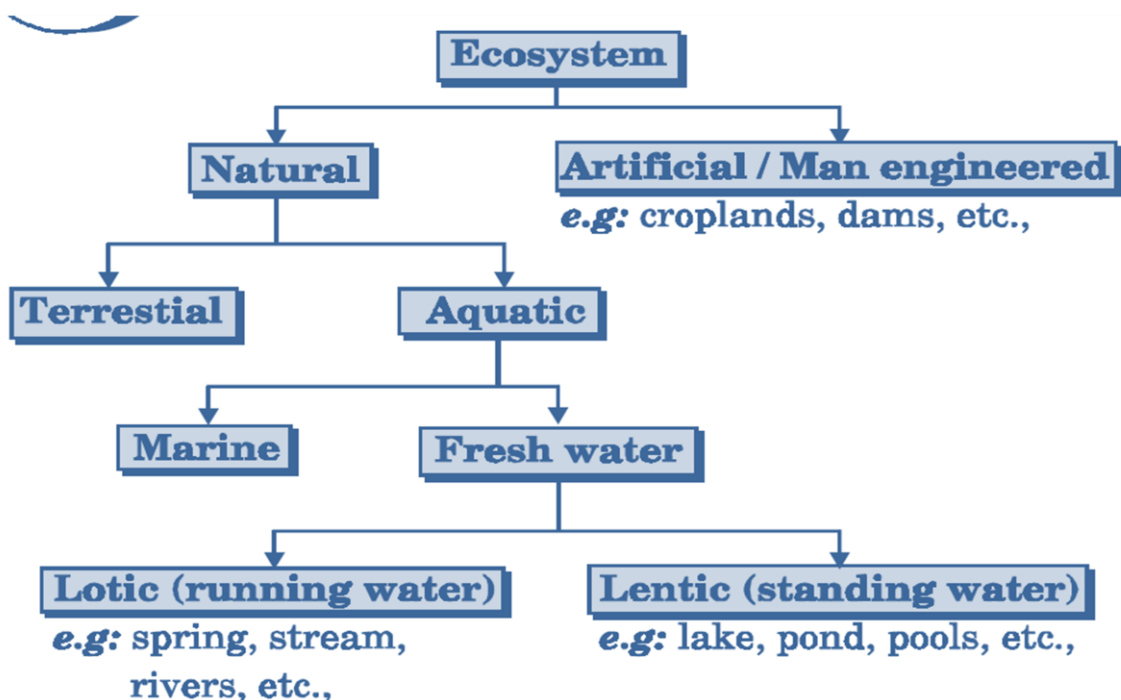 Ecosystem
Natural
Artificial / Man engineered
e.g: croplands, dams, etc.,
Terrestial
Aquatic
Marine
Fresh water
Lotic (running water)
e.g: spring, stream,
rivers, etc.,
Lentic (standing water)
e.g: lake, pond, pools, etc.,